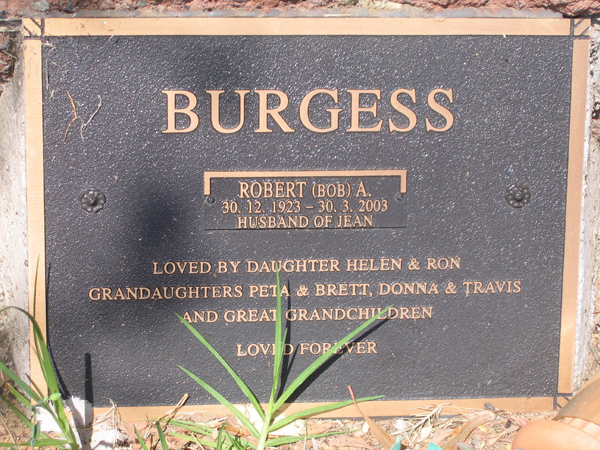 BURGESS
ROBERT (BOB) A.
30. 12. 1923 – 30. 3. 2003
HUSBAND OF JEAN
LOVED BY DAUGHTER HELEN & RON
GRANDAUGHTERS PETA & BRETT, DONNA & TRAVIS
AND GREAT GRANDCHILDREN
LOVED FOREVER